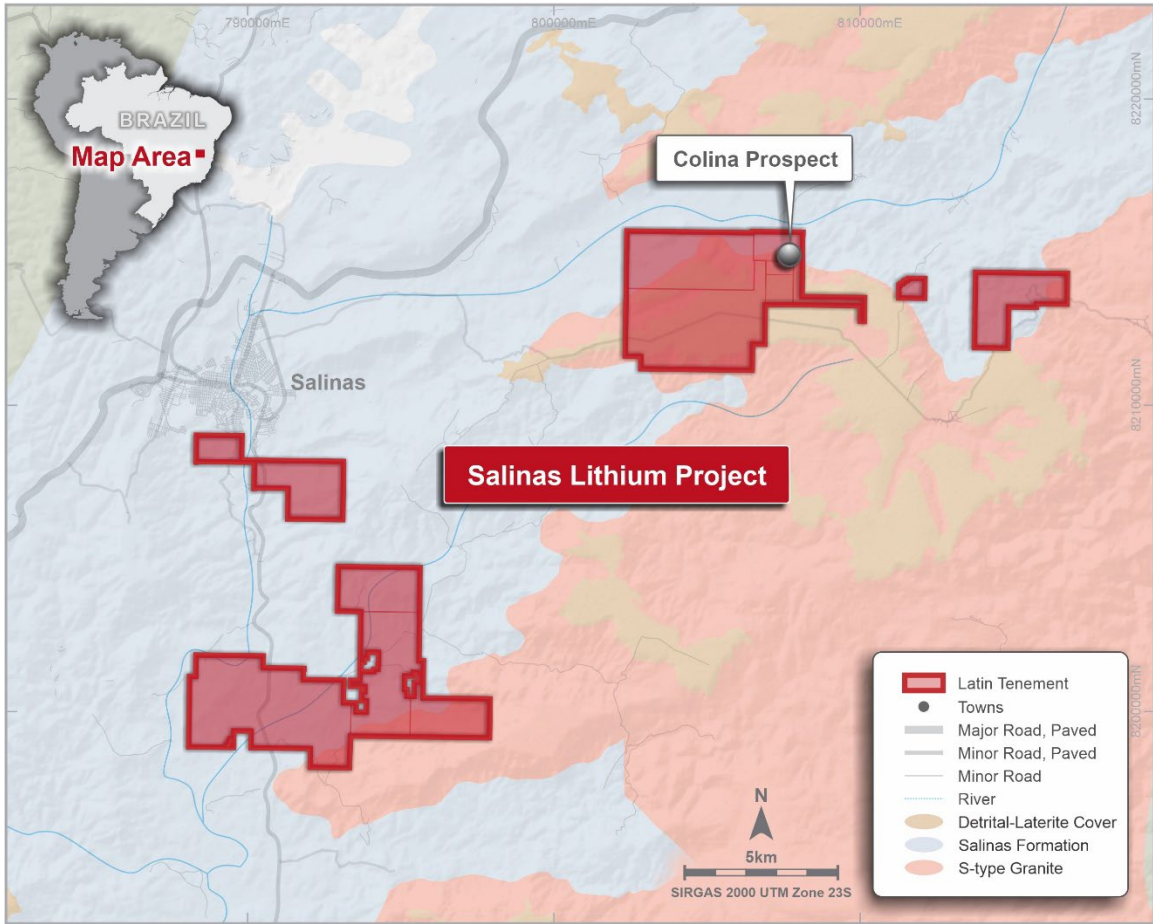 790000mE
800000mE
810000mE
BRAZIL
Map Area
8220000mN
Colina Prospect
Salinas
8210000mN
Salinas Lithium Project
8200000mN
Latin Tenement
Towns
Major Road, Paved
Minor Road, Paved
Minor Road
River
Detrital-Laterite Cover
Salinas Formation
S-type Granite
N
5km
SIRGAS 2000 UTM Zone 23S